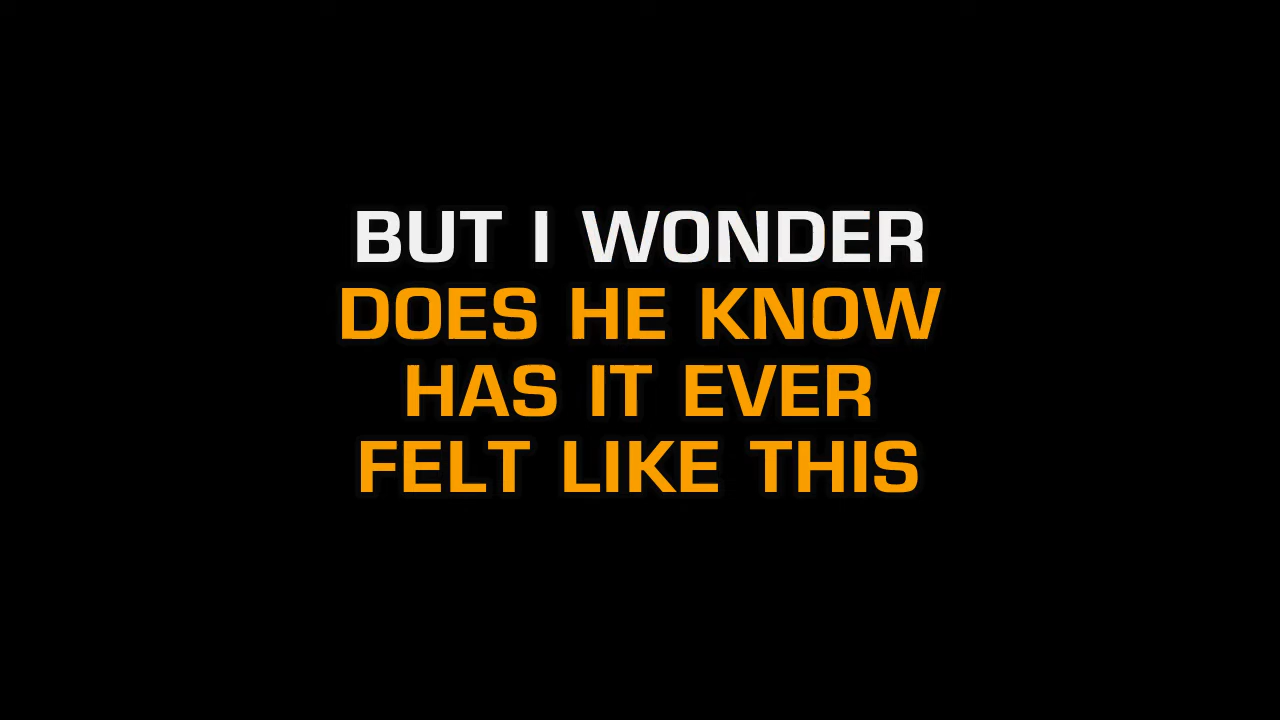 BUT I WONDER
DOES HE KNOW
HAS IT EVER
FELT LIKE THIS